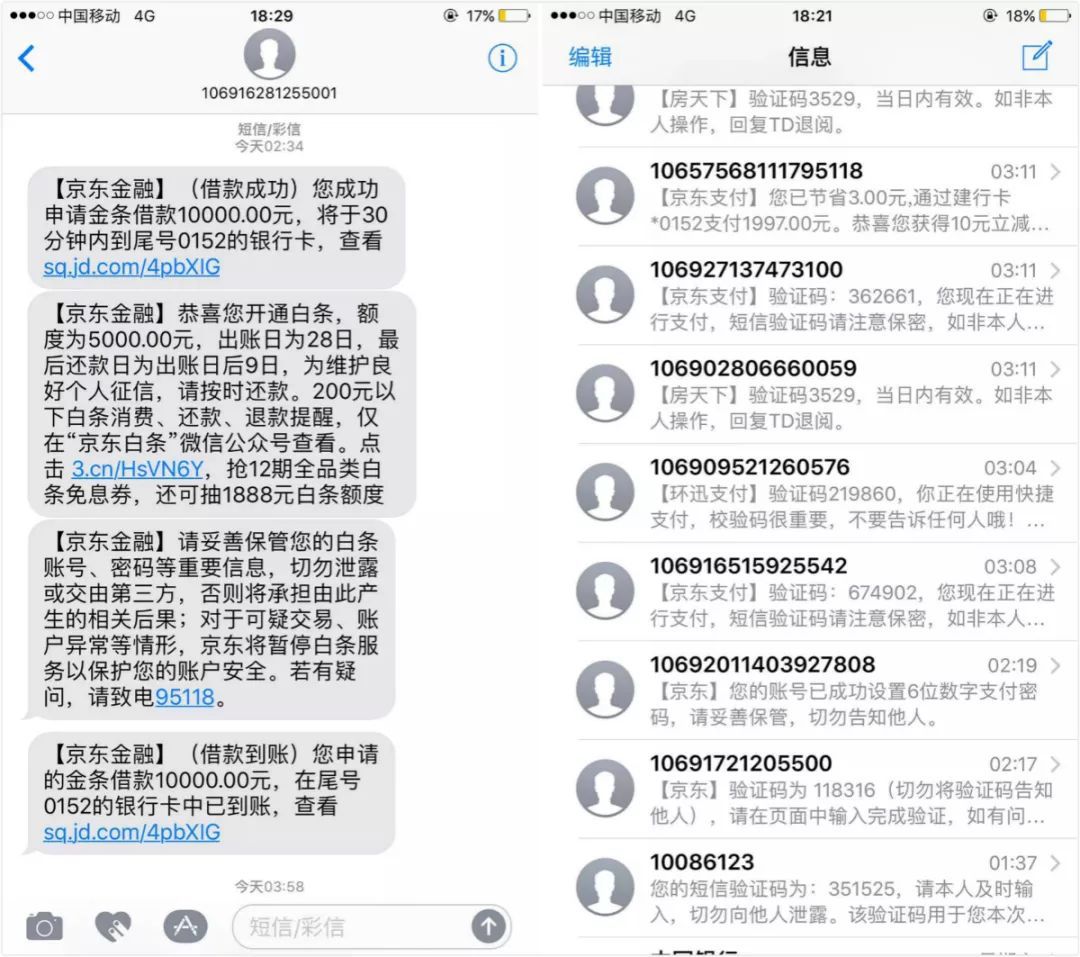 中国移动 4G 18:29 17%
106916281255001
短信/彩信
今天02:34
【京东金融】（借款成功）您成功
申请金条借款10000.00元，将于30
分钟内到尾号0152的银行卡，查看
sq.jd.com/4pbXIG
【京东金融】恭喜您开通白条，额
度为5000.00元，出账日为28日，最
后还款日为出账日后9日，为维护良
好个人征信，请按时还款。200元以
下白条消费、还款、退款提醒，仅
在“京东白条”微信公众号查看。点
击 3.cn/HsVN6Y，抢12期全品类白
条免息券，还可抽1888元白条额度
【京东金融】请妥善保管您的白条
账号、密码等重要信息，切勿泄露
或交由第三方，否则将承担由此产
生的相关后果；对于可疑交易、账
户异常等情形，京东将暂停白条服
务以保护您的账户安全。若有疑
问，请致电95118。
【京东金融】（借款到账）您申请
的金条借款10000.00元，在尾号
0152的银行卡中已到账，查看
sq.jd.com/4pbXIG
今天03:58
短信/彩信
中国移动 4G 18:21 18%
编辑 信息
【房天下】验证码3529，当日内有效。如非本
人操作，回复TD退阅。
10657568111795118 03:11
【京东支付】您已节省3.00元,通过建行卡
*0152支付1997.00元。恭喜您获得10元立减...
106927137473100 03:11
【京东支付】验证码：362661，您现在正在进
行支付，短信验证码请注意保密，如非本人...
106902806660059 03:11
【房天下】验证码3529，当日内有效。如非本
人操作，回复TD退阅。
106909521260576 03:04
【环迅支付】验证码219860，你正在使用快捷
支付，校验码很重要，不要告诉任何人哦！...
106916515925542 03:08
【京东支付】验证码：674902，您现在正在进
行支付，短信验证码请注意保密，如非本人...
10692011403927808 02:19
【京东】您的账号已成功设置6位数字支付密
码，请妥善保管，切勿告知他人。
10691721205500 02:17
【京东】验证码为 118316（切勿将验证码告知
他人），请在页面中输入完成验证，如有问...
10086123 01:37
您的短信验证码为：351525，请本人及时输
入，切勿向他人泄露。该验证码用于您本次...